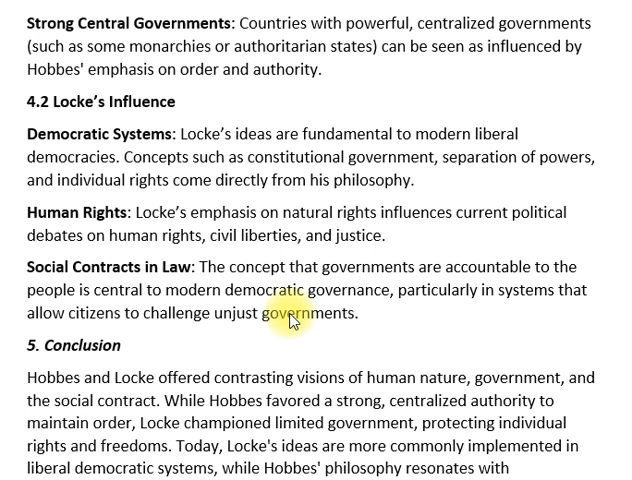 Strong Central Governments: Countries with powerful, centralized governments
(such as some monarchies or authoritarian states) can be seen as influenced by
Hobbes' emphasis on order and authority.
4.2 Locke’s Influence
Democratic Systems: Locke’s ideas are fundamental to modern liberal
democracies. Concepts such as constitutional government, separation of powers,
and individual rights come directly from his philosophy.
Human Rights: Locke’s emphasis on natural rights influences current political
debates on human rights, civil liberties, and justice.
Social Contracts in Law: The concept that governments are accountable to the
people is central to modern democratic governance, particularly in systems that
allow citizens to challenge unjust governments.
5. Conclusion
Hobbes and Locke offered contrasting visions of human nature, government, and
the social contract. While Hobbes favored a strong, centralized authority to
maintain order, Locke championed limited government, protecting individual
rights and freedoms. Today, Locke's ideas are more commonly implemented in
liberal democratic systems, while Hobbes' philosophy resonates with